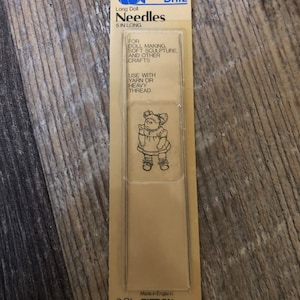 Long Doll
Needles
5 IN LONG
FOR
DOLL MAKING,
SOFT SCULPTURE,
AND OTHER
CRAFTS
USE WITH
YARN OR
HEAVY
THREAD
Made in England